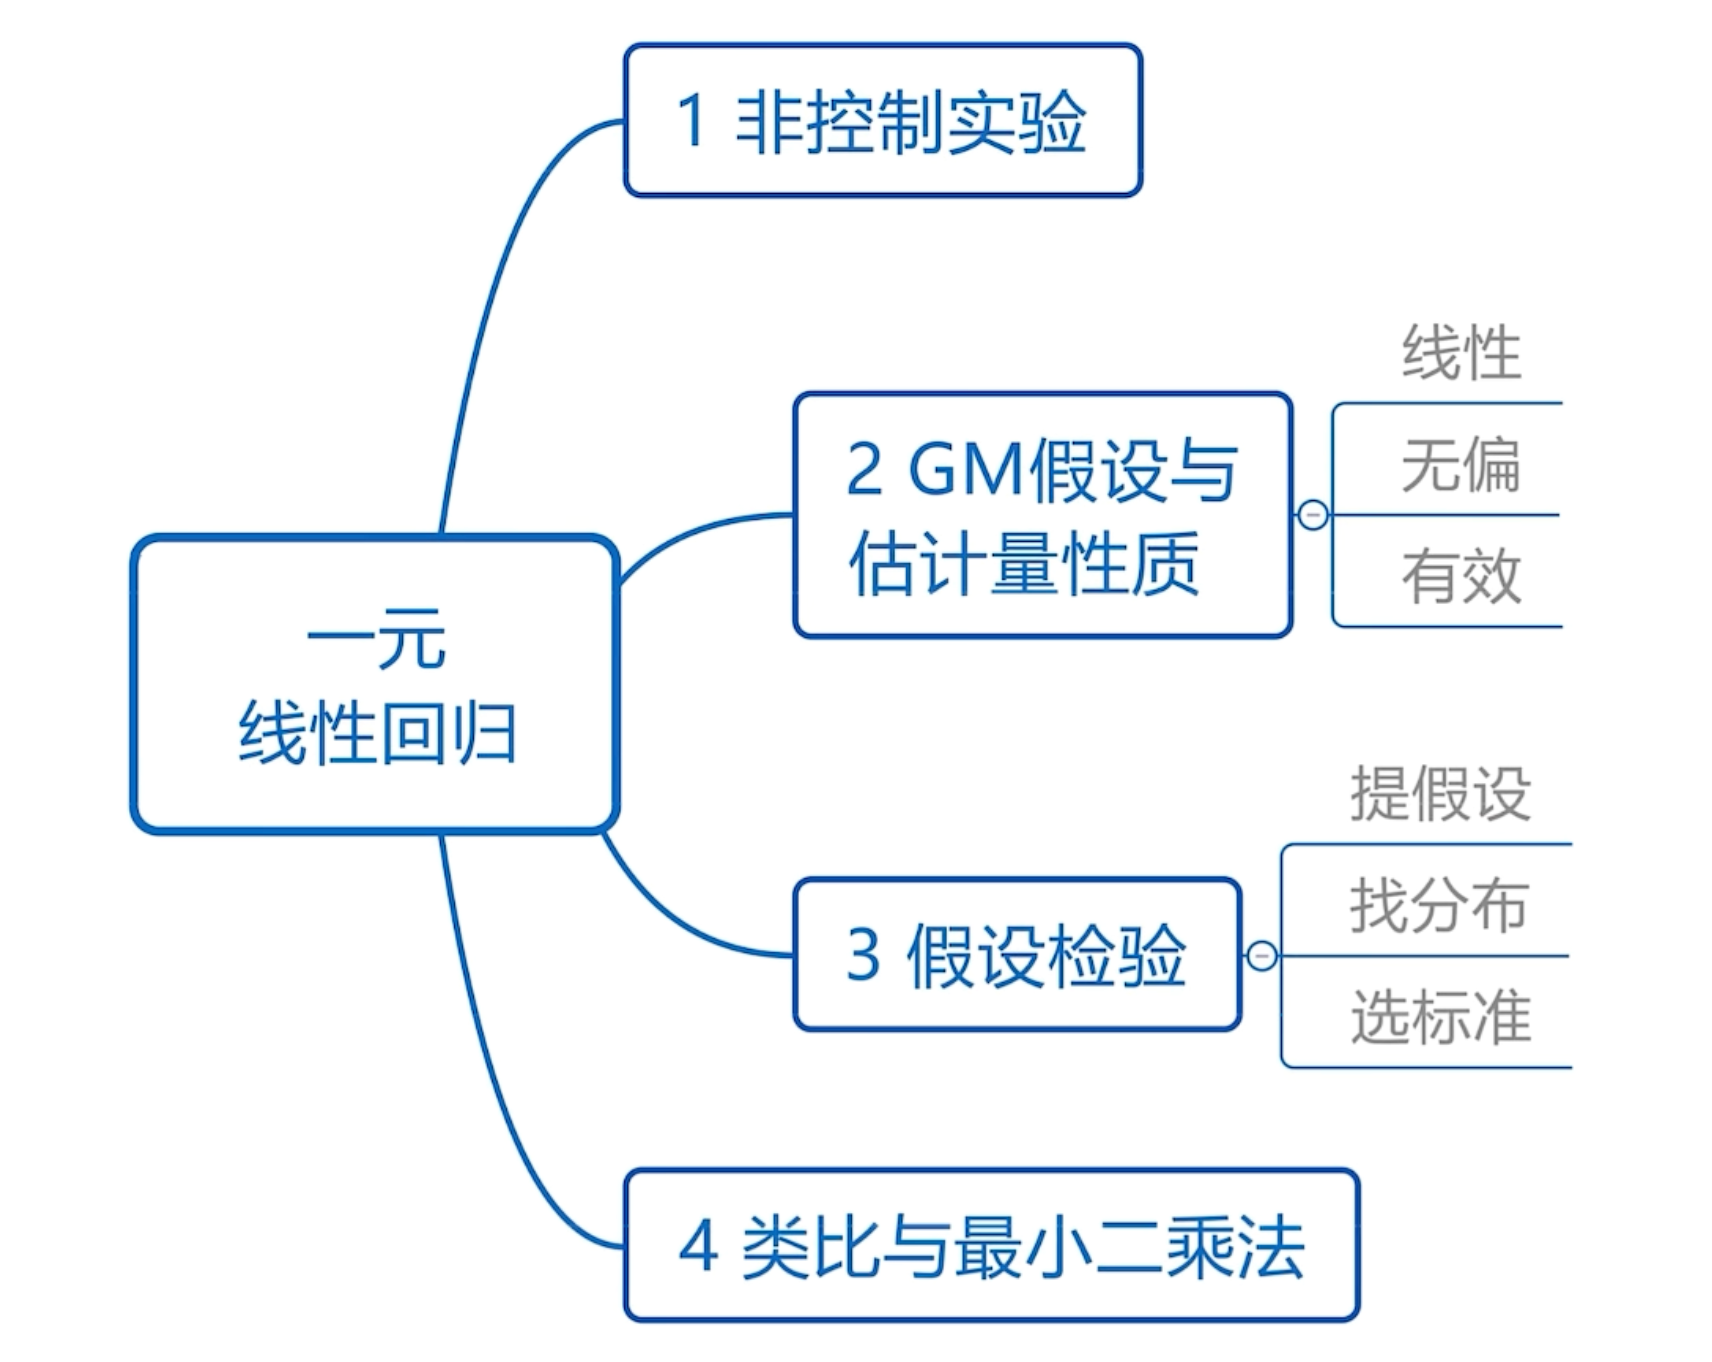 1 非控制实验
线性
无偏
2 GM假设与
估计量性质
有效
一元
线性回归
提假设
找分布
3 假设检验
选标准
4 类比与最小二乘法